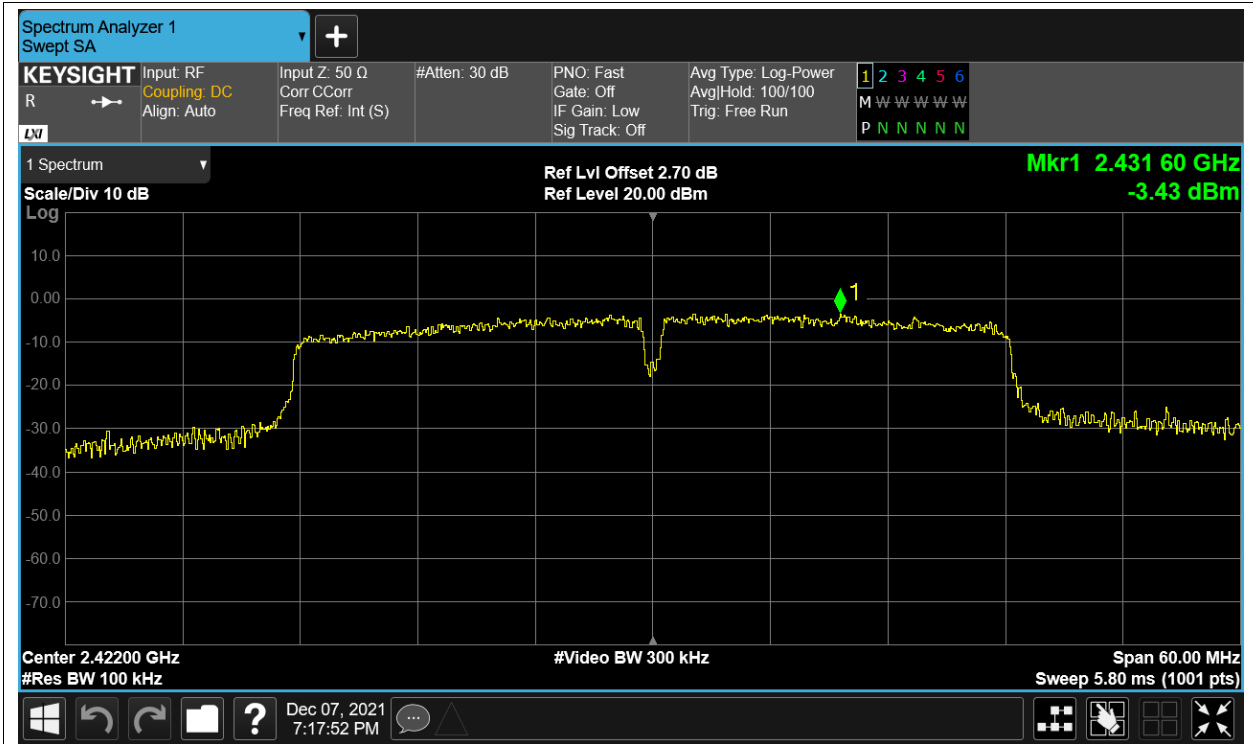 Spectrum Analyzer 1
Swept SA
+
KEYSIGHT
R
LXI
Input: RF
Coupling: DC
Align: Auto
Input Z: 50 Ω
Corr CCorr
Freq Ref: Int (S)
#Atten: 30 dB
PNO: Fast
Gate: Off
IF Gain: Low
Sig Track: Off
Avg Type: Log-Power
Avg|Hold: 100/100
Trig: Free Run
1 2 3 4 5 6
M W W W W W
P N N N N N
1 Spectrum
Scale/Div 10 dB
Log
Ref Lvl Offset 2.70 dB
Ref Level 20.00 dBm
Mkr1 2.431 60 GHz
-3.43 dBm
10.0
0.00
-10.0
-20.0
-30.0
-40.0
-50.0
-60.0
-70.0
1
Center 2.42200 GHz
#Res BW 100 kHz
#Video BW 300 kHz
Span 60.00 MHz
Sweep 5.80 ms (1001 pts)
?
Dec 07, 2021
7:17:52 PM